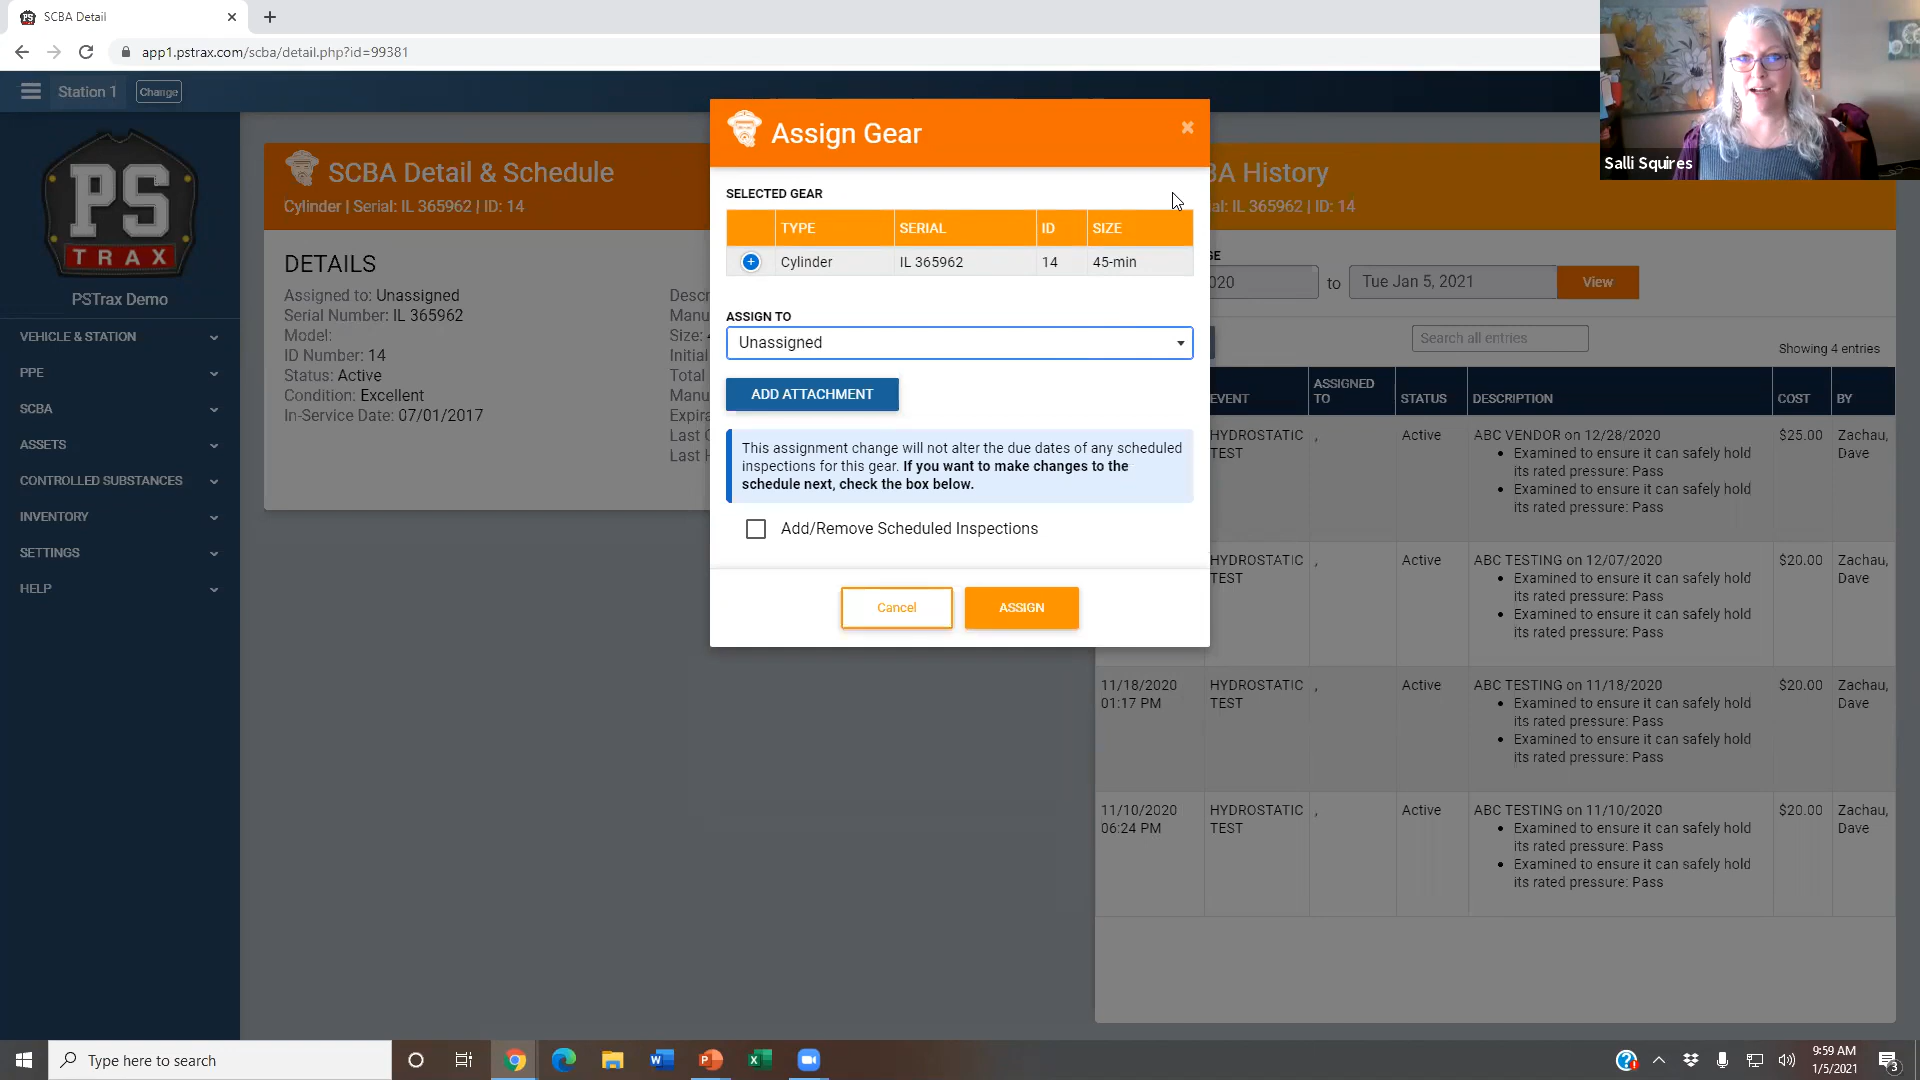 SCBA Detail
app1.pstrax.com/scba/detail.php?id=99381
Station 1
Change
Salli Squires
PS
TRAX
PSTrax Demo
VEHICLE & STATION
PPE
SCBA
ASSETS
CONTROLLED SUBSTANCES
INVENTORY
SETTINGS
HELP
SCBA Detail & Schedule
Cylinder | Serial: IL 365962 | ID: 14
DETAILS
Assigned to: Unassigned
Serial Number: IL 365962
Model:
ID Number: 14
Status: Active
Condition: Excellent
In-Service Date: 07/01/2017
Descr
Manu
Size: 4
Initial
Total
Manu
Expira
Last C
Last H
Assign Gear
SELECTED GEAR
TYPE SERIAL ID SIZE
Cylinder IL 365962 14 45-min
ASSIGN TO
Unassigned
ADD ATTACHMENT
This assignment change will not alter the due dates of any scheduled
inspections for this gear. If you want to make changes to the
schedule next, check the box below.
Add/Remove Scheduled Inspections
Cancel
ASSIGN
BA History
al: IL 365962 | ID: 14
GE
020 to Tue Jan 5, 2021 View
Search all entries
Showing 4 entries
EVENT ASSIGNED TO STATUS DESCRIPTION COST BY
HYDROSTATIC TEST , Active ABC VENDOR on 12/28/2020 $25.00 Zachau, Dave
Examined to ensure it can safely hold
its rated pressure: Pass
Examined to ensure it can safely hold
its rated pressure: Pass
HYDROSTATIC TEST , Active ABC TESTING on 12/07/2020 $20.00 Zachau, Dave
Examined to ensure it can safely hold
its rated pressure: Pass
Examined to ensure it can safely hold
its rated pressure: Pass
11/18/2020 01:17 PM HYDROSTATIC TEST , Active ABC TESTING on 11/18/2020 $20.00 Zachau, Dave
Examined to ensure it can safely hold
its rated pressure: Pass
Examined to ensure it can safely hold
its rated pressure: Pass
11/10/2020 06:24 PM HYDROSTATIC TEST , Active ABC TESTING on 11/10/2020 $20.00 Zachau, Dave
Examined to ensure it can safely hold
its rated pressure: Pass
Examined to ensure it can safely hold
its rated pressure: Pass
Type here to search
9:59 AM
1/5/2021
3